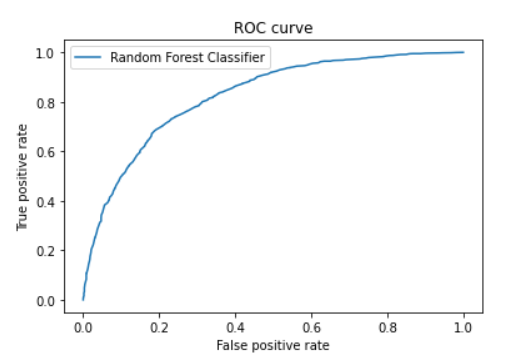 ROC curve
Random Forest Classifier
True positive rate
1.0
0.8
0.6
0.4
0.2
0.0
0.0 0.2 0.4 0.6 0.8 1.0
False positive rate